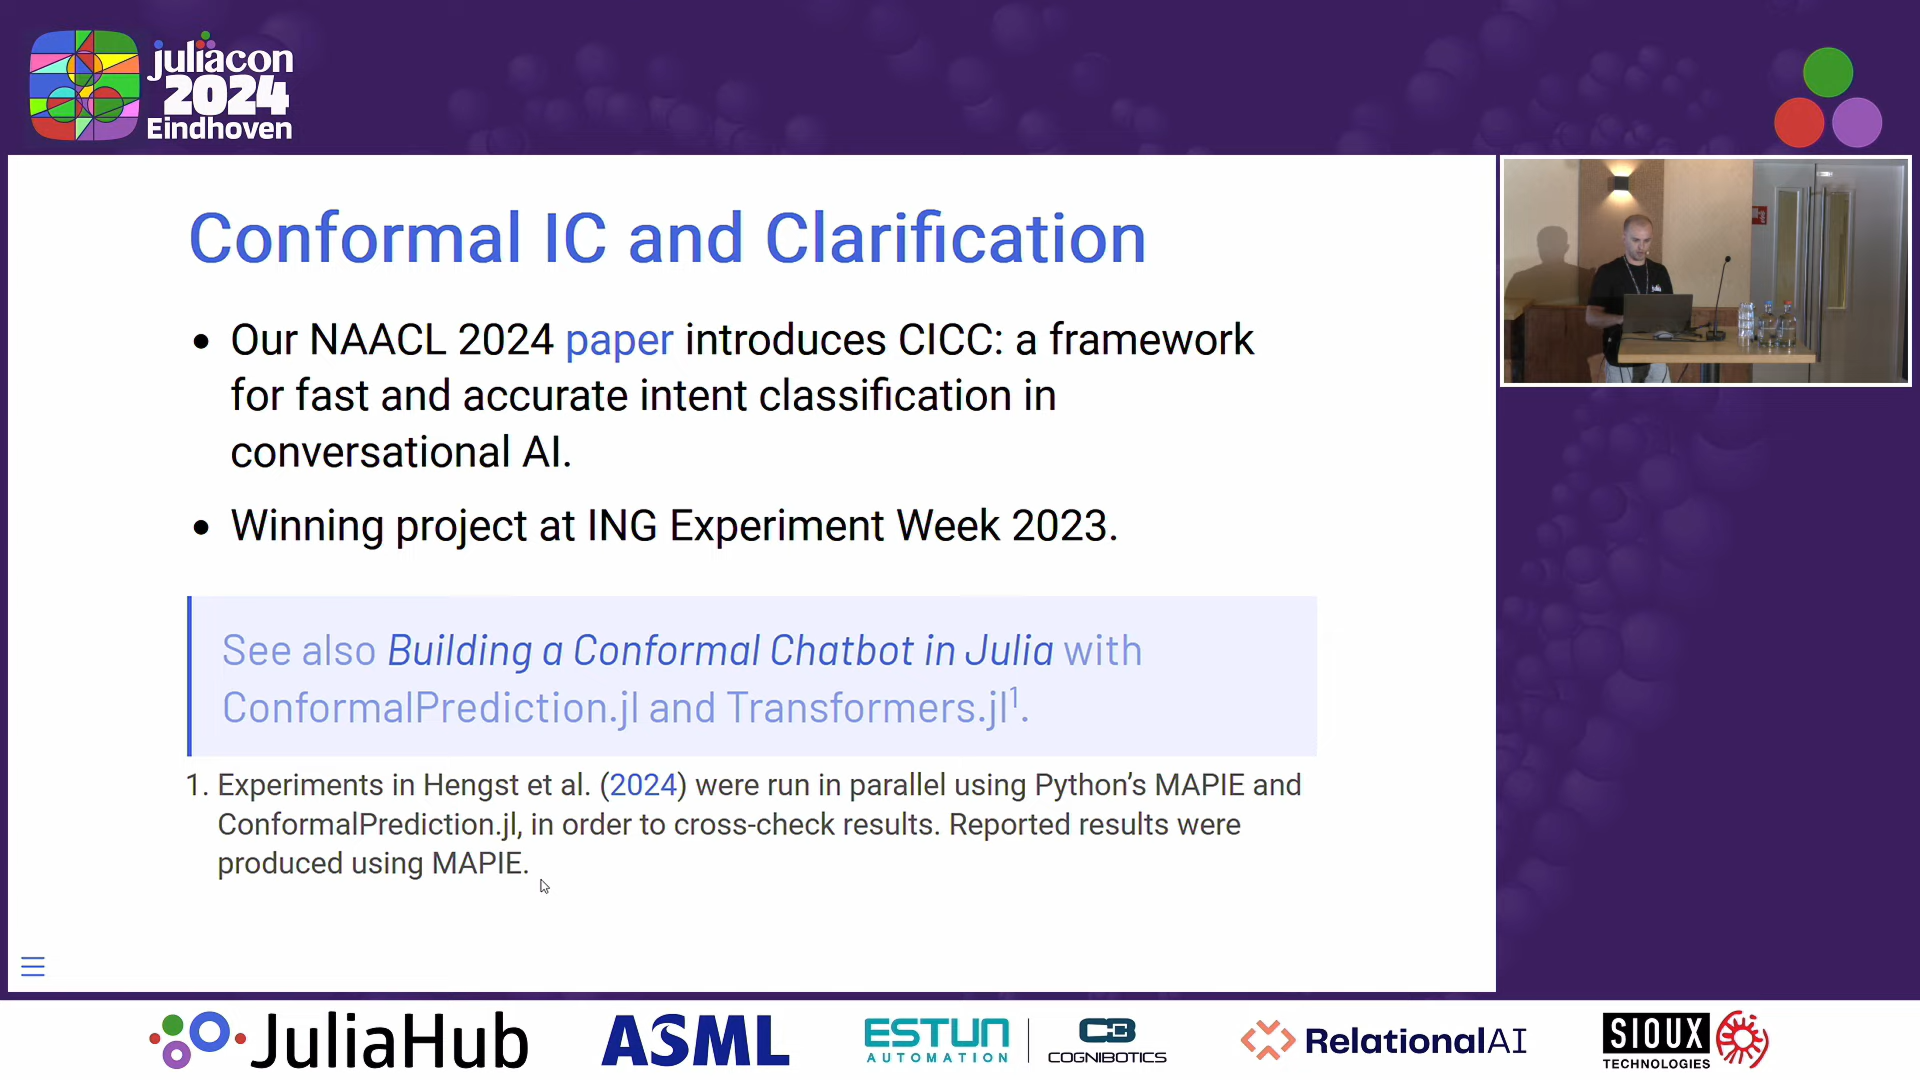 juliacon
2024
Eindhoven
Conformal IC and Clarification
• Our NAACL 2024 paper introduces CICC: a framework
for fast and accurate intent classification in
conversational AI.
• Winning project at ING Experiment Week 2023.
See also Building a Conformal Chatbot in Julia with
ConformalPrediction.jl and Transformers.jl¹.
1. Experiments in Hengst et al. (2024) were run in parallel using Python’s MAPIE and
ConformalPrediction.jl, in order to cross-check results. Reported results were
produced using MAPIE.
JuliaHub
ASML
ESTUN
AUTOMATION
COGNIBOTICS
RelationalAI
SIOUX
TECHNOLOGIES